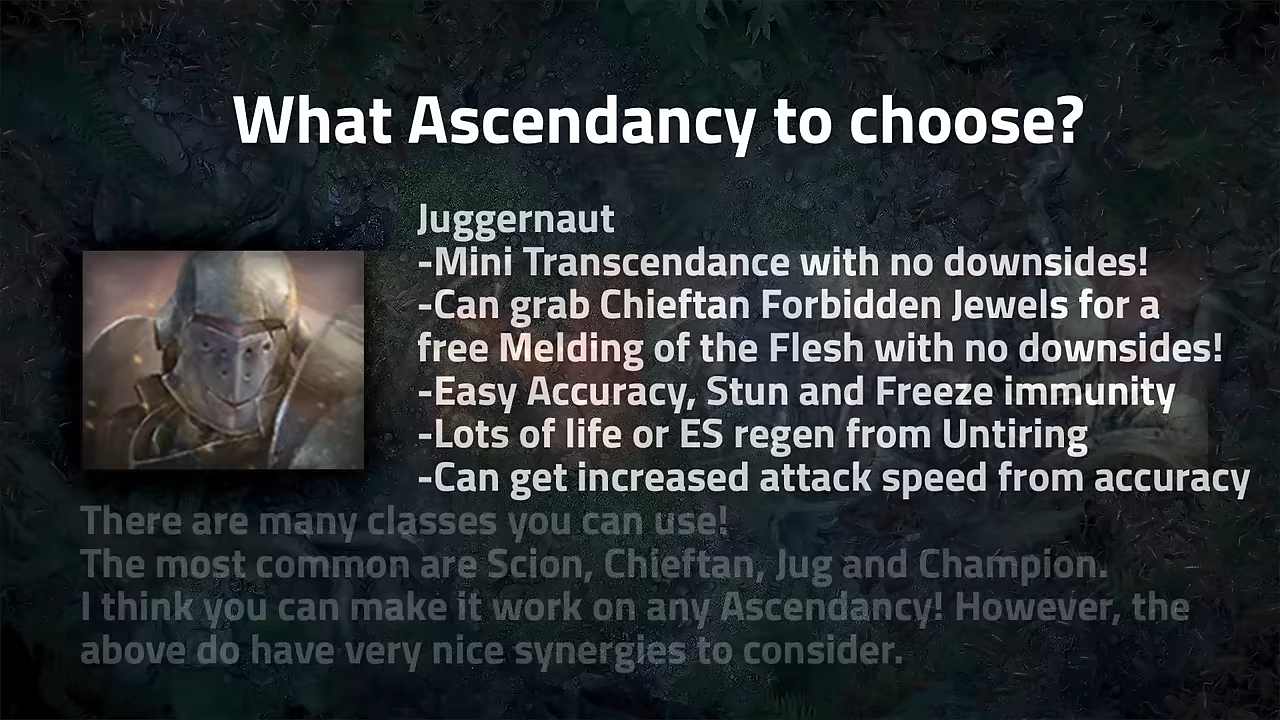 What Ascendancy to choose?
Juggernaut
-Mini Transcendance with no downsides!
-Can grab Chieftan Forbidden Jewels for a
free Melding of the Flesh with no downsides!
-Easy Accuracy, Stun and Freeze immunity
-Lots of life or ES regen from Untiring
-Can get increased attack speed from accuracy
There are many classes you can use!
The most common are Scion, Chieftan, Jug and Champion.
I think you can make it work on any Ascendancy! However, the
above do have very nice synergies to consider.